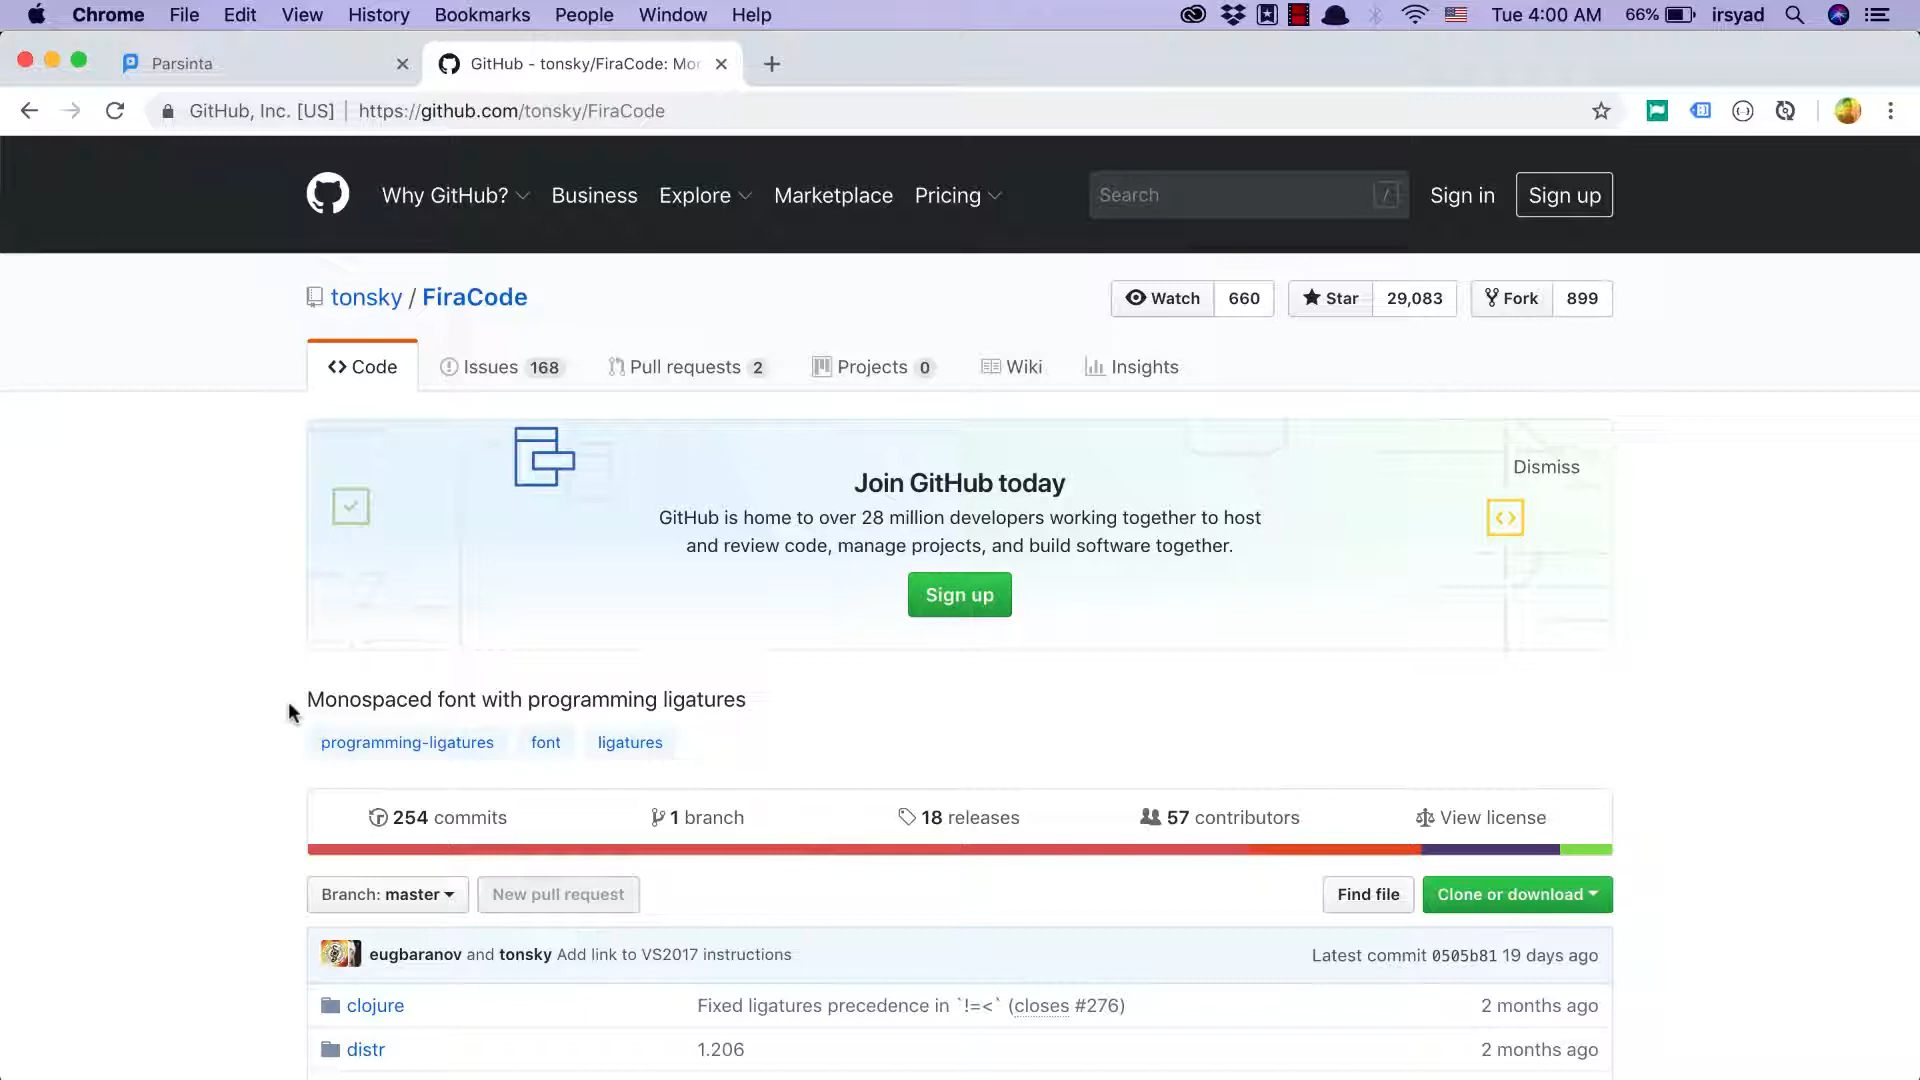 Chrome File Edit View History Bookmarks People Window Help Tue 4:00 AM 66% irsyad
Parsinta GitHub - tonsky/FiraCode: Mor
GitHub, Inc. [US] https://github.com/tonsky/FiraCode
Why GitHub? Business Explore Marketplace Pricing Search / Sign in Sign up
tonsky / FiraCode Watch 660 Star 29,083 Fork 899
Code Issues 168 Pull requests 2 Projects 0 Wiki Insights
Dismiss
Join GitHub today
GitHub is home to over 28 million developers working together to host
and review code, manage projects, and build software together.
Sign up
Monospaced font with programming ligatures
programming-ligatures font ligatures
254 commits 1 branch 18 releases 57 contributors View license
Branch: master New pull request Find file Clone or download
eugbaranov and tonsky Add link to VS2017 instructions Latest commit 0505b81 19 days ago
clojure Fixed ligatures precedence in `!=<` (closes #276) 2 months ago
distr 1.206 2 months ago